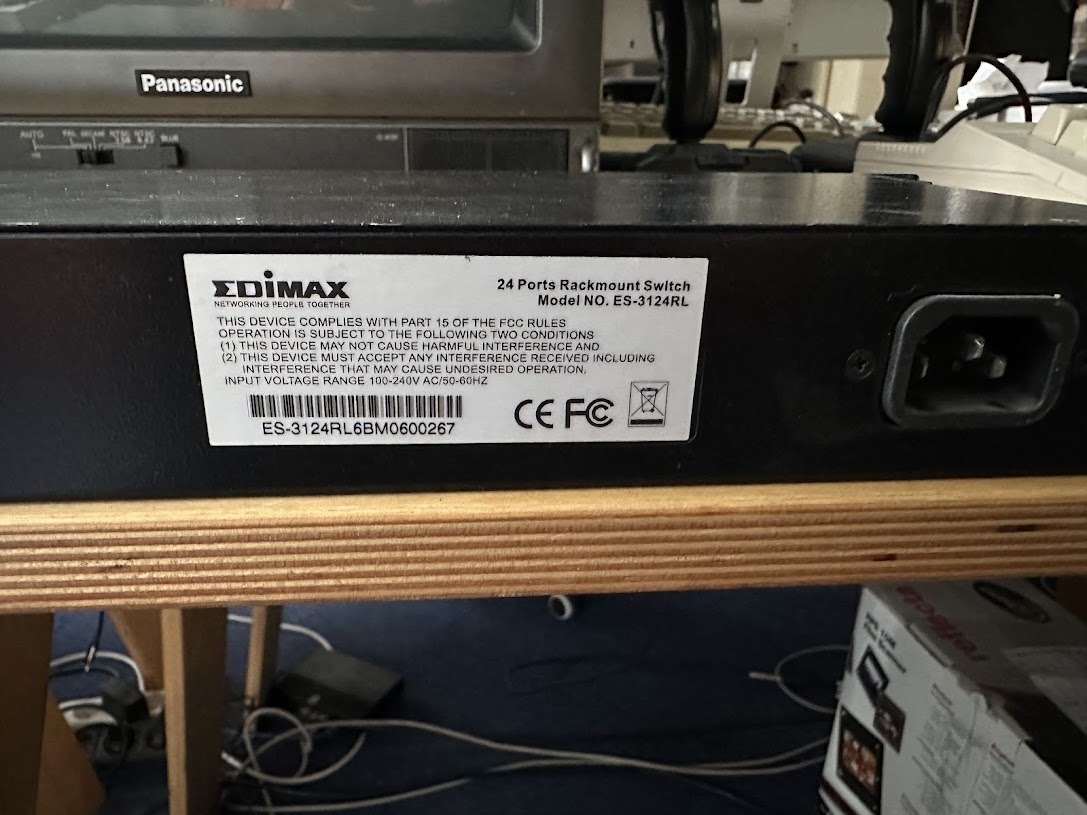 Panasonic
AUTO
BLUE
EDIMAX
NETWORKING PEOPLE TOGETHER
24 Ports Rackmount Switch
Model NO. ES-3124RL
THIS DEVICE COMPLIES WITH PART 15 OF THE FCC RULES
OPERATION IS SUBJECT TO THE FOLLOWING TWO CONDITIONS
(1) THIS DEVICE MAY NOT CAUSE HARMFUL INTERFERENCE AND
(2) THIS DEVICE MUST ACCEPT ANY INTERFERENCE RECEIVED INCLUDING
INTERFERENCE THAT MAY CAUSE UNDESIRED OPERATION.
INPUT VOLTAGE RANGE 100-240V AC/50-60HZ
ES-3124RL6BM0600267
CE FC